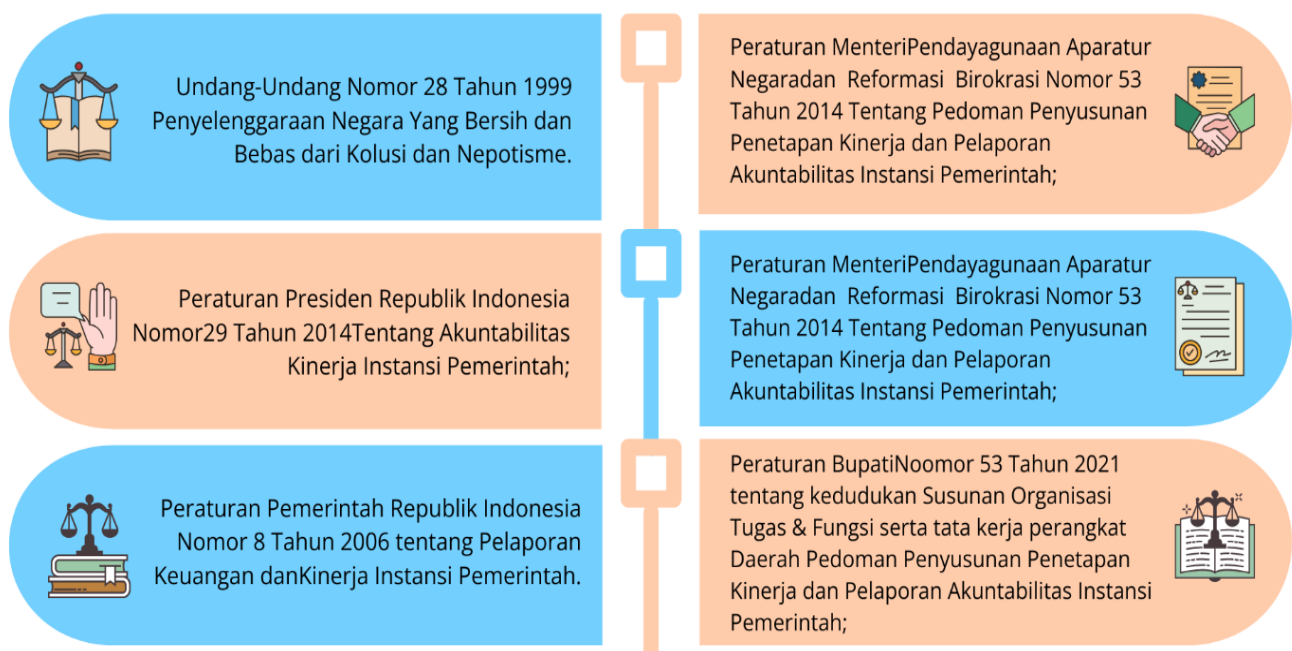 Undang-Undang Nomor 28 Tahun 1999
Penyelenggaraan Negara Yang Bersih dan
Bebas dari Kolusi dan Nepotisme.
Peraturan Presiden Republik Indonesia
Nomor29 Tahun 2014Tentang Akuntabilitas
Kinerja Instansi Pemerintah;
Peraturan Pemerintah Republik Indonesia
Nomor 8 Tahun 2006 tentang Pelaporan
Keuangan danKinerja Instansi Pemerintah.
Peraturan MenteriPendayagunaan Aparatur
Negaradan Reformasi Birokrasi Nomor 53
Tahun 2014 Tentang Pedoman Penyusunan
Penetapan Kinerja dan Pelaporan
Akuntabilitas Instansi Pemerintah;
Peraturan MenteriPendayagunaan Aparatur
Negaradan Reformasi Birokrasi Nomor 53
Tahun 2014 Tentang Pedoman Penyusunan
Penetapan Kinerja dan Pelaporan
Akuntabilitas Instansi Pemerintah;
Peraturan BupatiNoomor 53 Tahun 2021
tentang kedudukan Susunan Organisasi
Tugas & Fungsi serta tata kerja perangkat
Daerah Pedoman Penyusunan Penetapan
Kinerja dan Pelaporan Akuntabilitas Instansi
Pemerintah;